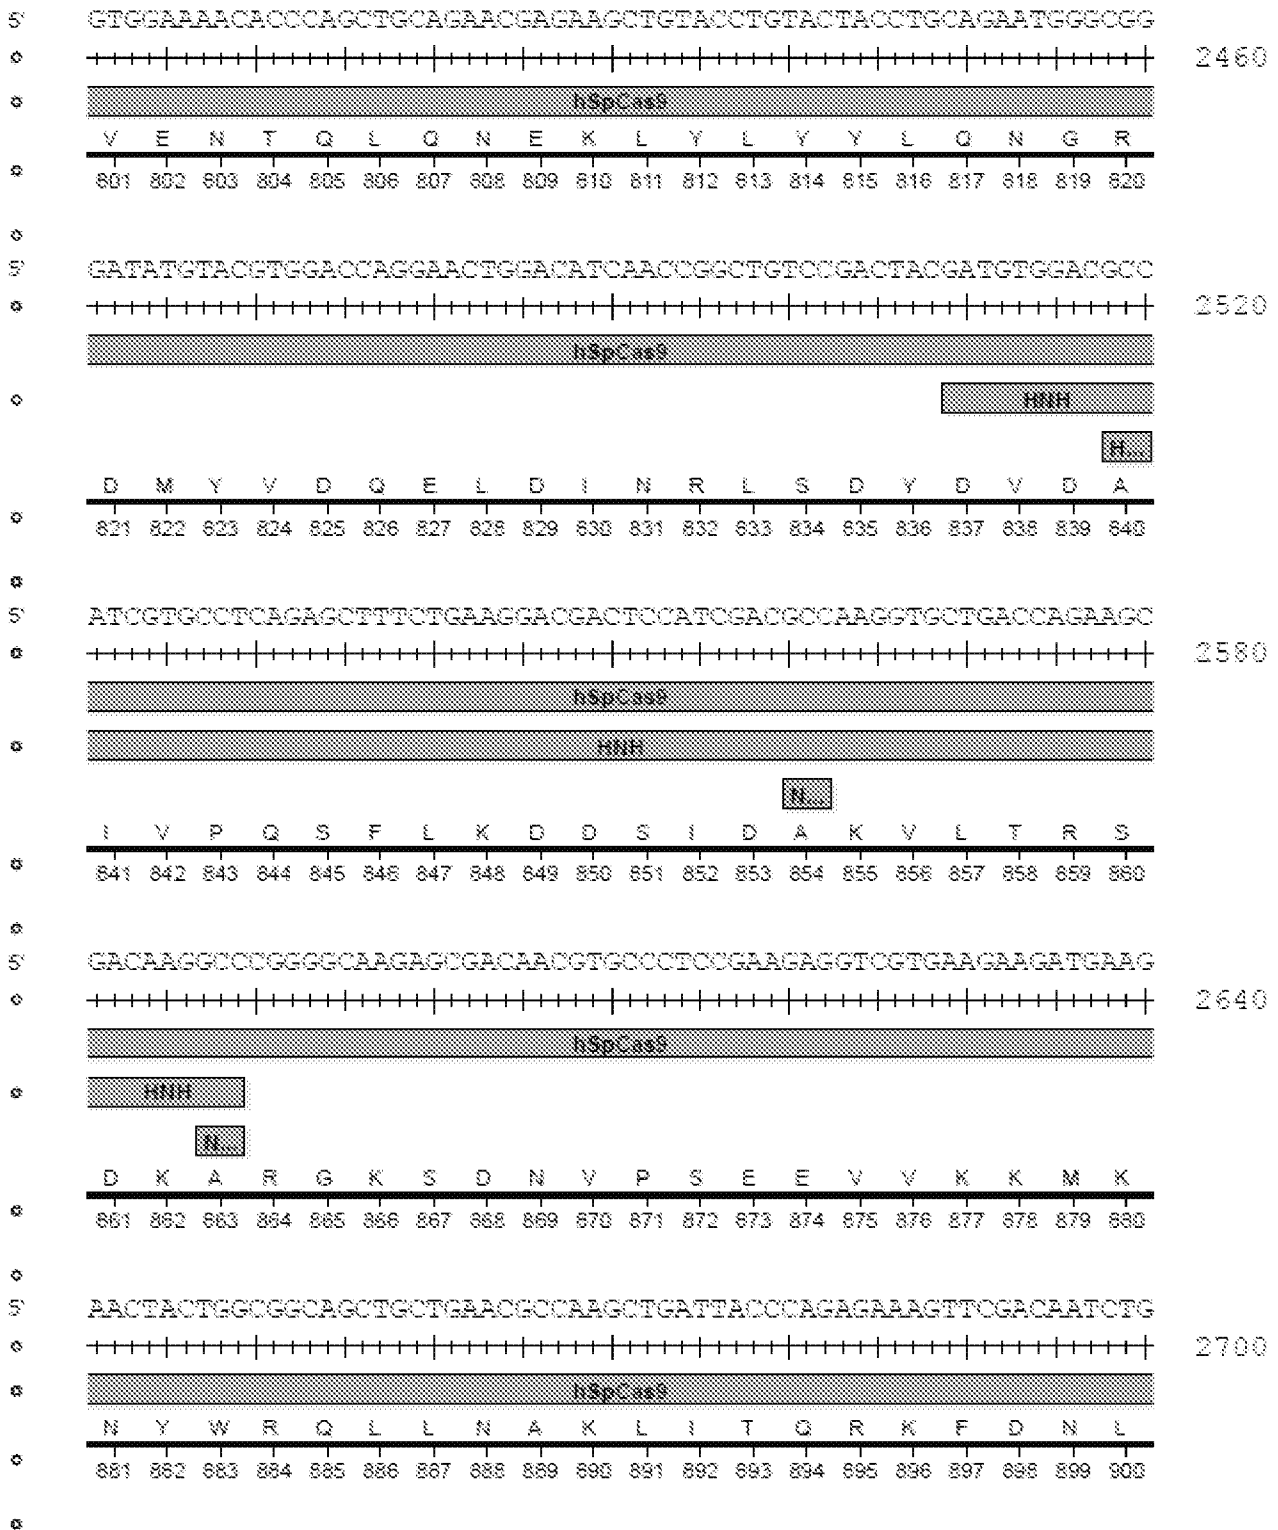 5' GTGGAAAACACCCAGCTGCAGAACGAGAAGCTGTACCTGTACTACCTGCAGAATGGGCGG
2460
hSpCas9
V E N T Q L Q N E K L Y L Y Y L Q N G R
801 802 803 804 805 806 807 808 809 810 811 812 813 814 815 816 817 818 819 820
5' GATATGTACGTGGACCAGGAACTGGACATCAACCGGCTGTCCGACTACGATGTGGACGCC
2520
hSpCas9
HNH
H...
D M Y V D Q E L D I N R L S D Y D V D A
821 822 823 824 825 826 827 828 829 830 831 832 833 834 835 836 837 838 839 840
5' ATCGTGCCTCAGAGCTTTCTGAAGGACGACTCCATCGACGCCAAGGTGCTGACCAGAAGC
2580
hSpCas9
HNH
N...
I V P Q S F L K D D S I D A K V L T R S
841 842 843 844 845 846 847 848 849 850 851 852 853 854 855 856 857 858 859 860
5' GACAAGGCCCGGGGCAAGAGCGACAACGTGCCCTCCGAAGAGGTCGTGAAGAAGATGAAG
2640
hSpCas9
HNH
N...
D K A R G K S D N V P S E E V V K K M K
861 862 863 864 865 866 867 868 869 870 871 872 873 874 875 876 877 878 879 880
5' AACTACTGGCGGCAGCTGCTGAACGCCAAGCTGATTACCCAGAGAAAGTTCGACAATCTG
2700
hSpCas9
N Y W R Q L L N A K L I T Q R K F D N L
881 882 883 884 885 886 887 888 889 890 891 892 893 894 895 896 897 898 899 900